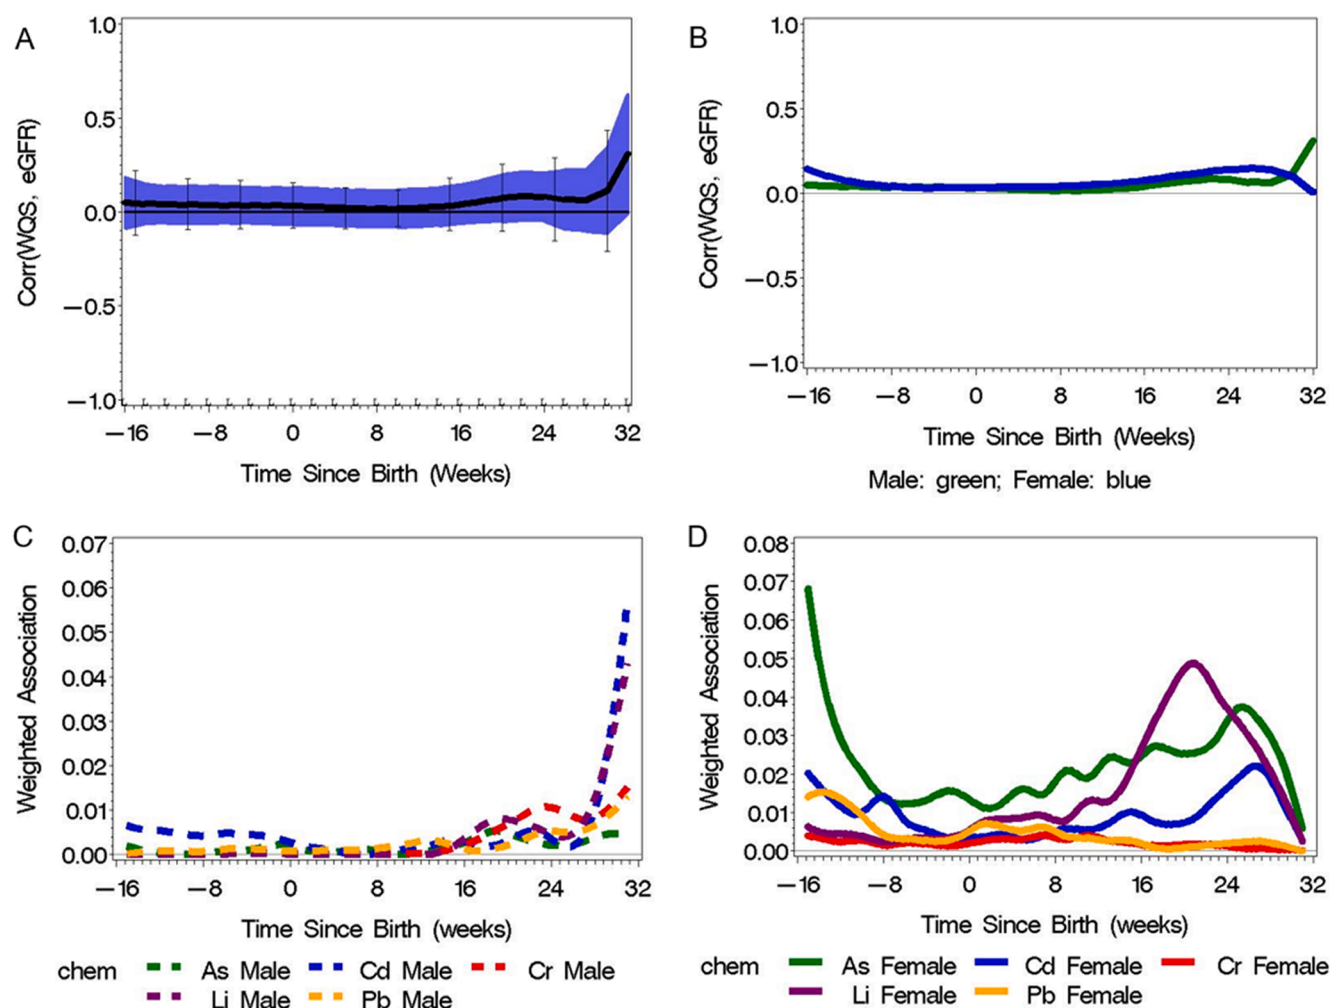 A
1.0
0.5
0.0
−0.5
−1.0
Corr(WQS, eGFR)
−16 −8 0 8 16 24 32
Time Since Birth (Weeks)
B
1.0
0.5
0.0
−0.5
−1.0
Corr(WQS, eGFR)
−16 −8 0 8 16 24 32
Time Since Birth (Weeks)
Male: green; Female: blue
C
0.07
0.06
0.05
0.04
0.03
0.02
0.01
0.00
Weighted Association
−16 −8 0 8 16 24 32
Time Since Birth (weeks)
chem As Male Cd Male Cr Male
Li Male Pb Male
D
0.08
0.07
0.06
0.05
0.04
0.03
0.02
0.01
0.00
Weighted Association
−16 −8 0 8 16 24 32
Time Since Birth (weeks)
chem As Female Cd Female Cr Female
Li Female Pb Female